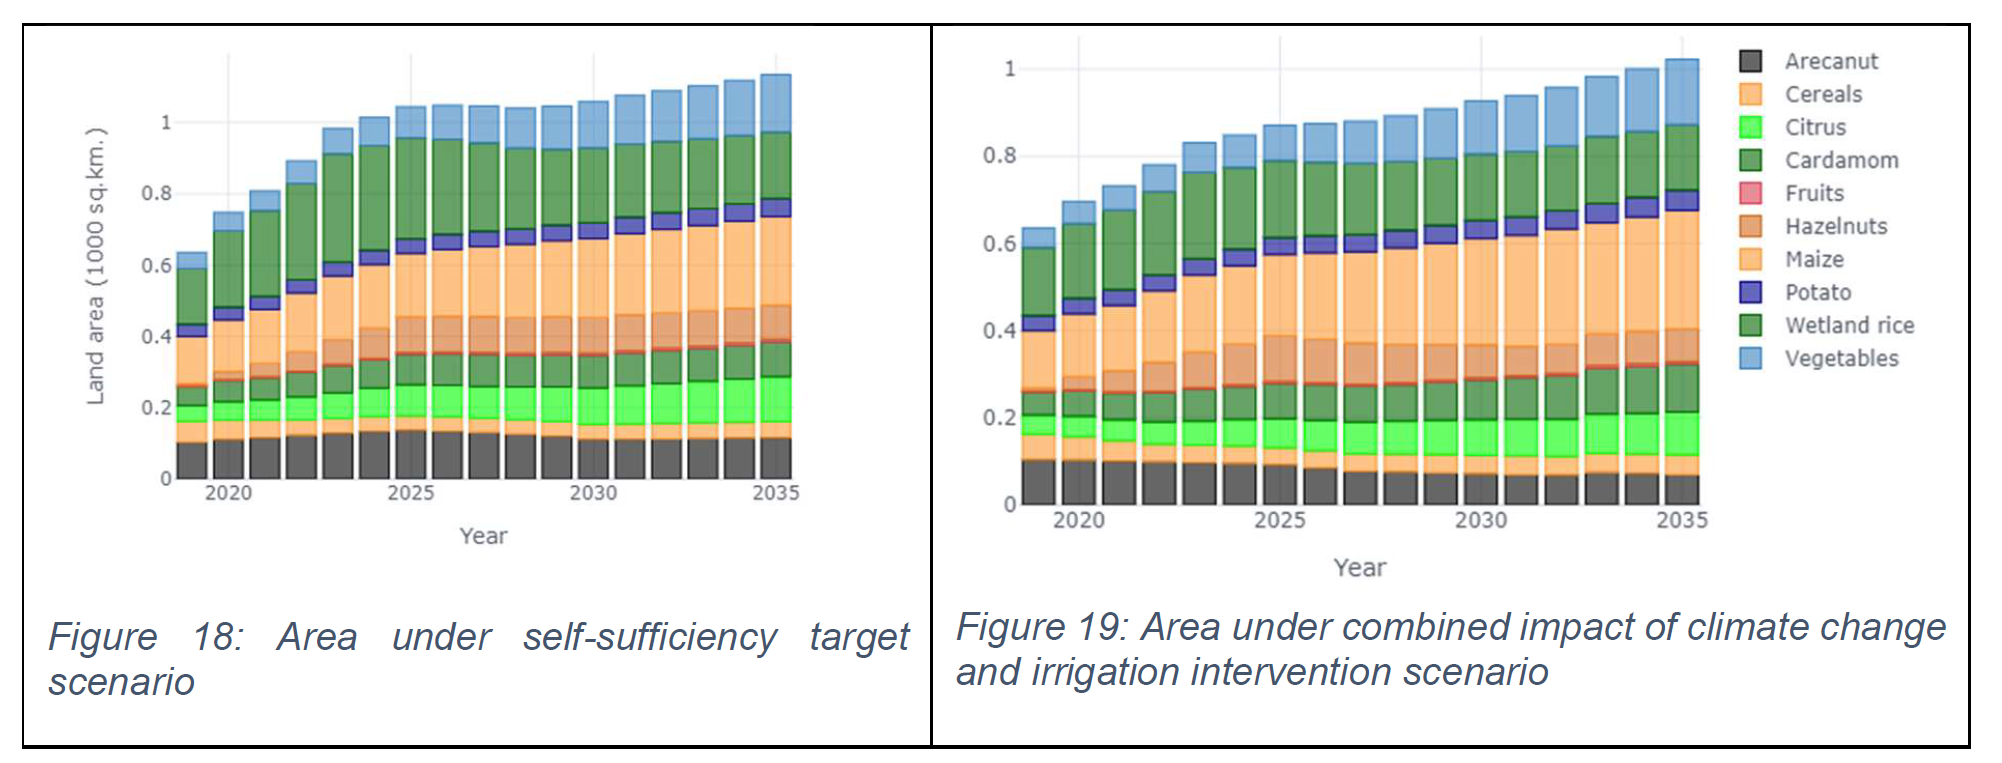 Land area (1000 sq.km.)
1
0.8
0.6
0.4
0.2
0
2020 2025 2030 2035
Year
Figure 18: Area under self-sufficiency target
scenario
1
0.8
0.6
0.4
0.2
0
2020 2025 2030 2035
Year
Arecanut
Cereals
Citrus
Cardamom
Fruits
Hazelnuts
Maize
Potato
Wetland rice
Vegetables
Figure 19: Area under combined impact of climate change
and irrigation intervention scenario